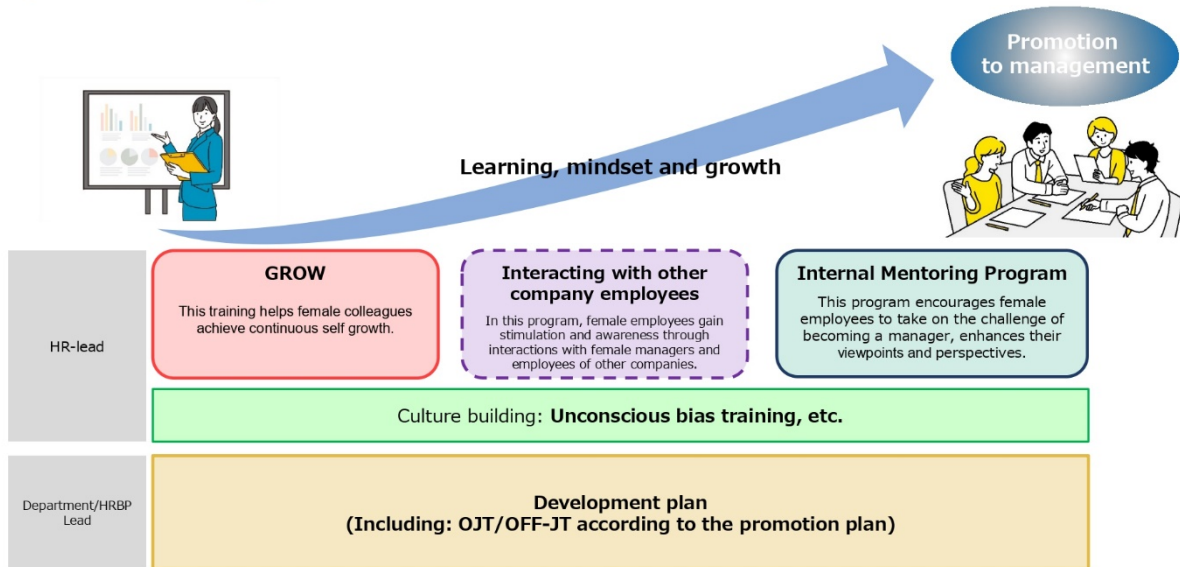 Promotion
to management
Learning, mindset and growth
HR-lead
GROW
This training helps female colleagues
achieve continuous self growth.
Interacting with other
company employees
In this program, female employees gain
stimulation and awareness through
interactions with female managers and
employees of other companies.
Internal Mentoring Program
This program encourages female
employees to take on the challenge of
becoming a manager, enhances their
viewpoints and perspectives.
Culture building: Unconscious bias training, etc.
Department/HRBP
Lead
Development plan
(Including: OJT/OFF-JT according to the promotion plan)